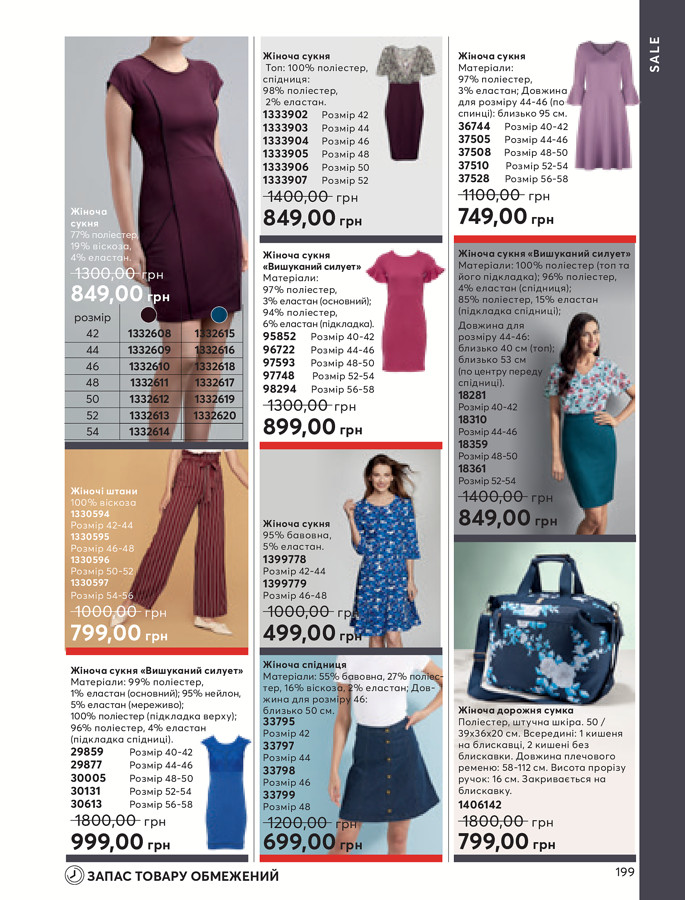 SALE
Жіноча
сукня
77% поліестер,
19% віскоза,
4% еластан.
1300,00 грн
849,00 грн
розмір
42 1332608 1332615
44 1332609 1332616
46 1332610 1332618
48 1332611 1332617
50 1332612 1332619
52 1332613 1332620
54 1332614
Жіноча сукня
Топ: 100% поліестер,
спідниця:
98% поліестер,
2% еластан.
1333902 Розмір 42
1333903 Розмір 44
1333904 Розмір 46
1333905 Розмір 48
1333906 Розмір 50
1333907 Розмір 52
1400,00 грн
849,00 грн
Жіноча сукня
Матеріали:
97% поліестер,
3% еластан; Довжина
для розміру 44-46 (по
спинці): близько 95 см.
36744 Розмір 40-42
37505 Розмір 44-46
37508 Розмір 48-50
37510 Розмір 52-54
37528 Розмір 56-58
1100,00 грн
749,00 грн
Жіноча сукня
«Вишуканий силует»
Матеріали:
97% поліестер,
3% еластан (основний);
94% поліестер,
6% еластан (підкладка).
95852 Розмір 40-42
96722 Розмір 44-46
97593 Розмір 48-50
97748 Розмір 52-54
98294 Розмір 56-58
1300,00 грн
899,00 грн
Жіноча сукня «Вишуканий силует»
Матеріали: 100% поліестер (топ та
його підкладка); 96% поліестер,
4% еластан (спідниця);
85% поліестер, 15% еластан
(підкладка спідниці);
Довжина для
розміру 44-46:
близько 40 см (топ);
близько 53 см
(по центру переду
спідниці).
18281
Розмір 40-42
18310
Розмір 44-46
18359
Розмір 48-50
18361
Розмір 52-54
1400,00 грн
849,00 грн
Жіночі штани
100% віскоза
1330594
Розмір 42-44
1330595
Розмір 46-48
1330596
Розмір 50-52
1330597
Розмір 54-56
1000,00 грн
799,00 грн
Жіноча сукня
95% бавовна,
5% еластан.
1399778
Розмір 42-44
1399779
Розмір 46-48
1000,00 грн
499,00 грн
Жіноча сукня «Вишуканий силует»
Матеріали: 99% поліестер,
1% еластан (основний); 95% нейлон,
5% еластан (мереживо);
100% поліестер (підкладка верху);
96% поліестер, 4% еластан
(підкладка спідниці).
29859 Розмір 40-42
29877 Розмір 44-46
30005 Розмір 48-50
30131 Розмір 52-54
30613 Розмір 56-58
1800,00 грн
999,00 грн
Жіноча спідниця
Матеріали: 55% бавовна, 27% поліес-
тер, 16% віскоза, 2% еластан; Дов-
жина для розміру 46:
близько 50 см.
33795
Розмір 42
33797
Розмір 44
33798
Розмір 46
33799
Розмір 48
1200,00 грн
699,00 грн
Жіноча дорожня сумка
Поліестер, штучна шкіра. 50 /
39х36х20 см. Всередині: 1 кишеня
на блискавці, 2 кишені без
блискавки. Довжина плечового
ременю: 58-112 см. Висота прорізу
ручок: 16 см. Закривається на
блискавку.
1406142
1800,00 грн
799,00 грн
ЗАПАС ТОВАРУ ОБМЕЖЕНИЙ
199